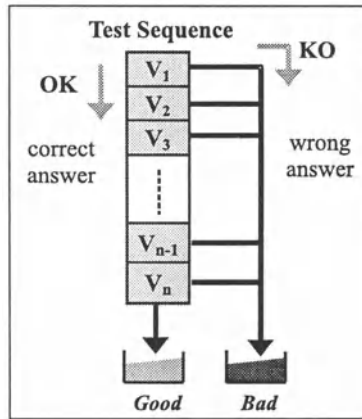 Test Sequence
KO
OK
V1
V2
V3
correct answer
wrong answer
Vn-1
Vn
Good
Bad